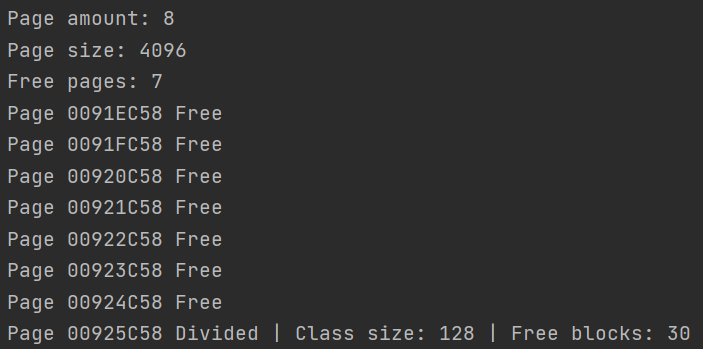 Page amount: 8
Page size: 4096
Free pages: 7
Page 0091EC58 Free
Page 0091FC58 Free
Page 00920C58 Free
Page 00921C58 Free
Page 00922C58 Free
Page 00923C58 Free
Page 00924C58 Free
Page 00925C58 Divided | Class size: 128 | Free blocks: 30